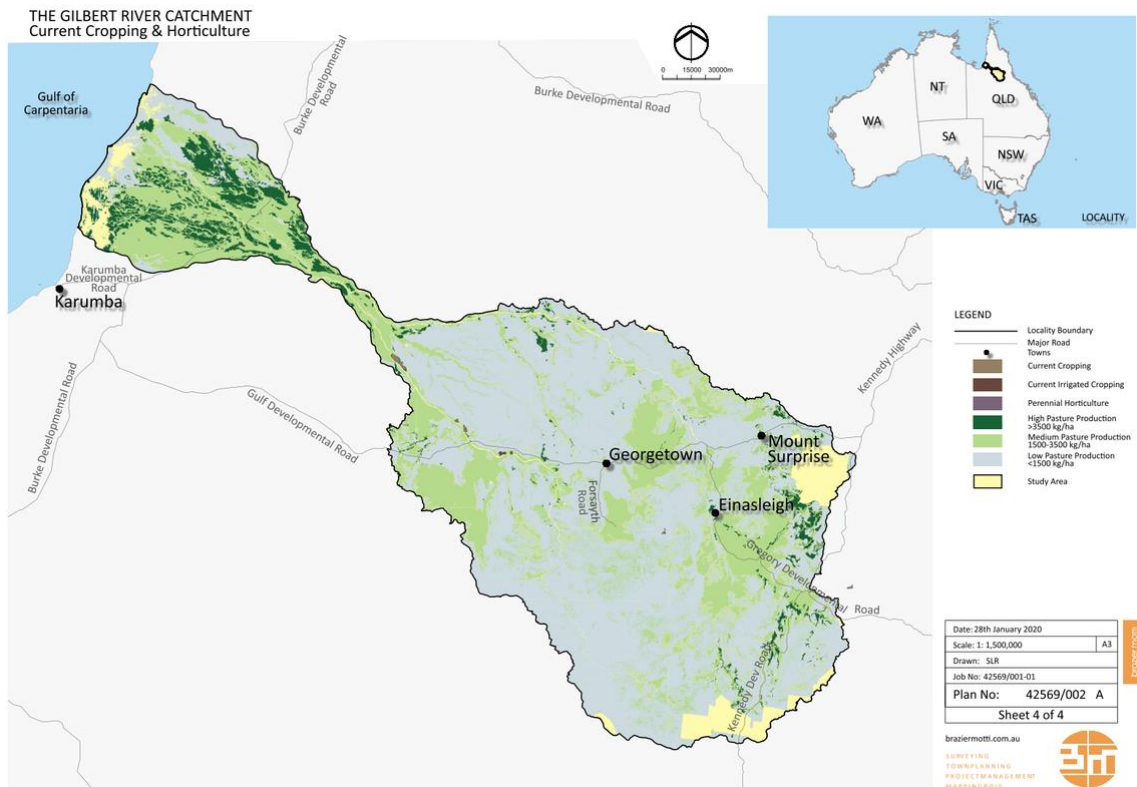 THE GILBERT RIVER CATCHMENT
Current Cropping & Horticulture
Gulf of
Carpentaria
Burke Developmental
Road
Burke Developmental Road
0 15000 30000m
WA
NT
QLD
SA
NSW
VIC
TAS
LOCALITY
Karumba
Developmental
Road
Karumba
Burke Developmental Road
Gulf Developmental Road
Kennedy Highway
Georgetown
Forsayth
Road
Mount
Surprise
Einasleigh
Gregory Developmental Road
Kennedy Dev Road
LEGEND
Locality Boundary
Major Road
Towns
Current Cropping
Current Irrigated Cropping
Perennial Horticulture
High Pasture Production
>3500 kg/ha
Medium Pasture Production
1500-3500 kg/ha
Low Pasture Production
<1500 kg/ha
Study Area
Date: 28th January 2020
Scale: 1: 1,500,000 A3
Drawn: SLR
Job No: 42569/001-01
Plan No: 42569/002 A
Sheet 4 of 4
braziermotti.com.au
SURVEYING
TOWNPLANNING
PROJECTMANAGEMENT